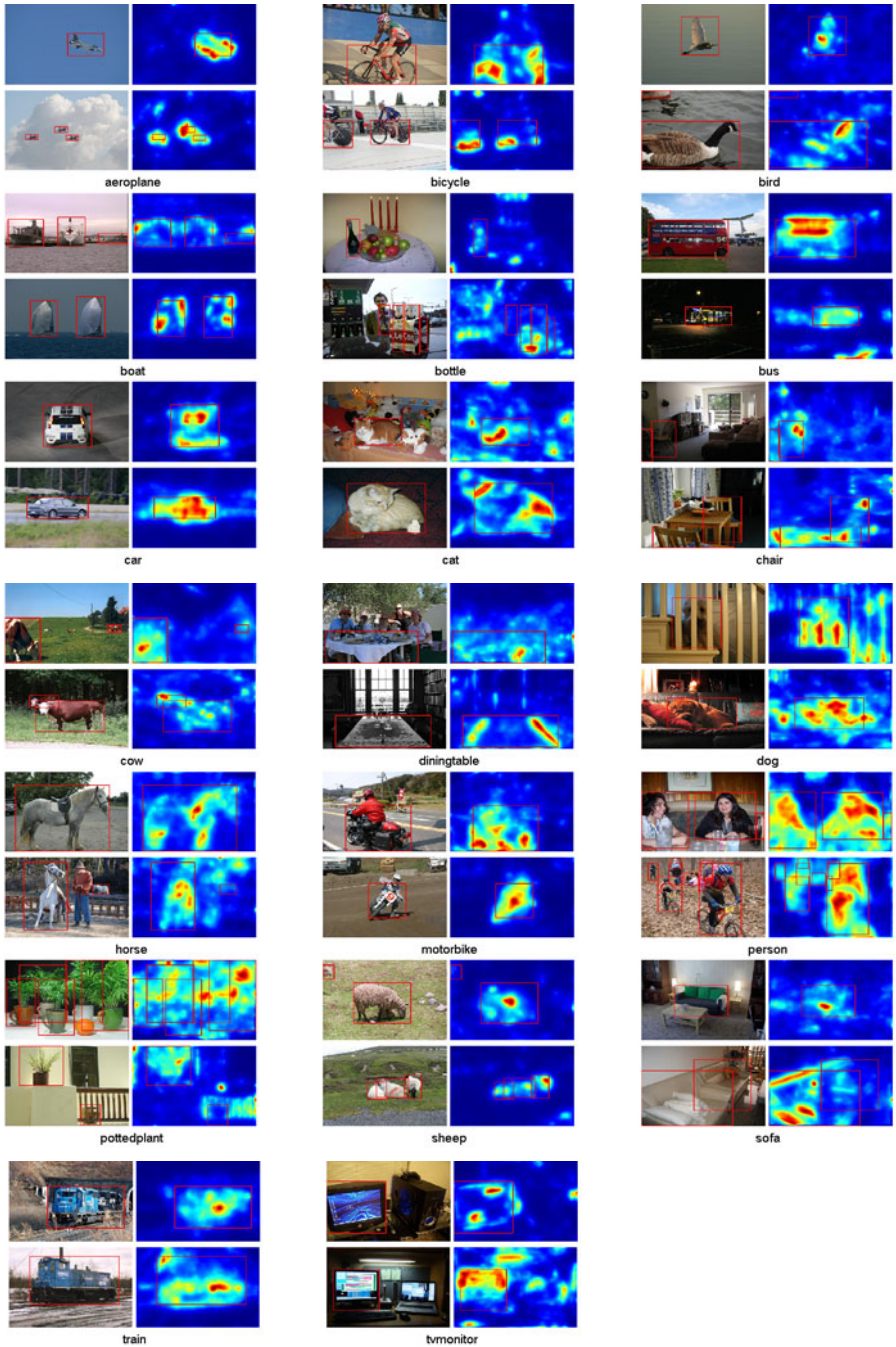 aeroplane
bicycle
bird
boat
bottle
bus
car
cat
chair
cow
diningtable
dog
horse
motorbike
person
pottedplant
sheep
sofa
train
tvmonitor